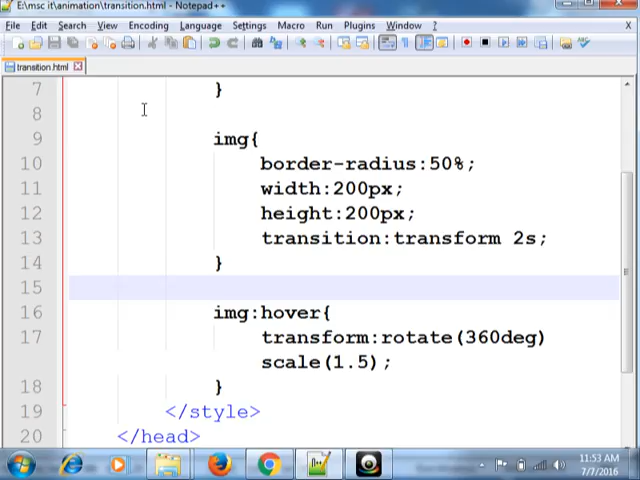 E:\msc it\animation\transition.html - Notepad++
File Edit Search View Encoding Language Settings Macro Run Plugins Window ?
X
transition.html
7 }
8
9 img{
10 border-radius:50%;
11 width:200px;
12 height:200px;
13 transition:transform 2s;
14 }
15
16 img:hover{
17 transform:rotate(360deg)
scale(1.5);
18 }
19 </style>
20 </head>
11:53 AM
7/7/2016